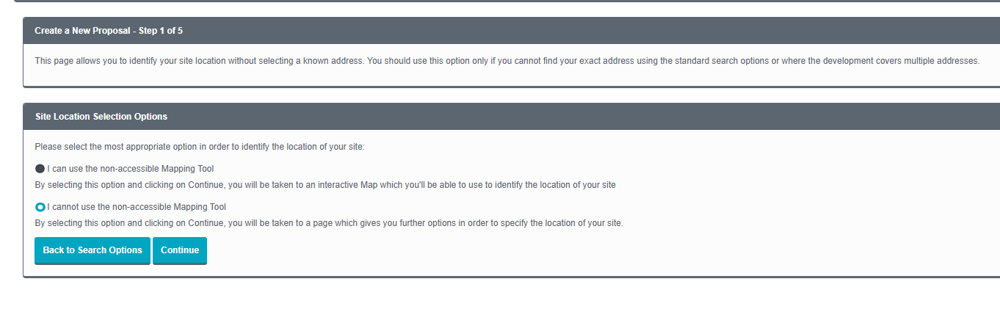 Create a New Proposal - Step 1 of 5
This page allows you to identify your site location without selecting a known address. You should use this option only if you cannot find your exact address using the standard search options or where the development covers multiple addresses.
Site Location Selection Options
Please select the most appropriate option in order to identify the location of your site:
I can use the non-accessible Mapping Tool
By selecting this option and clicking on Continue, you will be taken to an interactive Map which you'll be able to use to identify the location of your site
I cannot use the non-accessible Mapping Tool
By selecting this option and clicking on Continue, you will be taken to a page which gives you further options in order to specify the location of your site.
Back to Search Options Continue